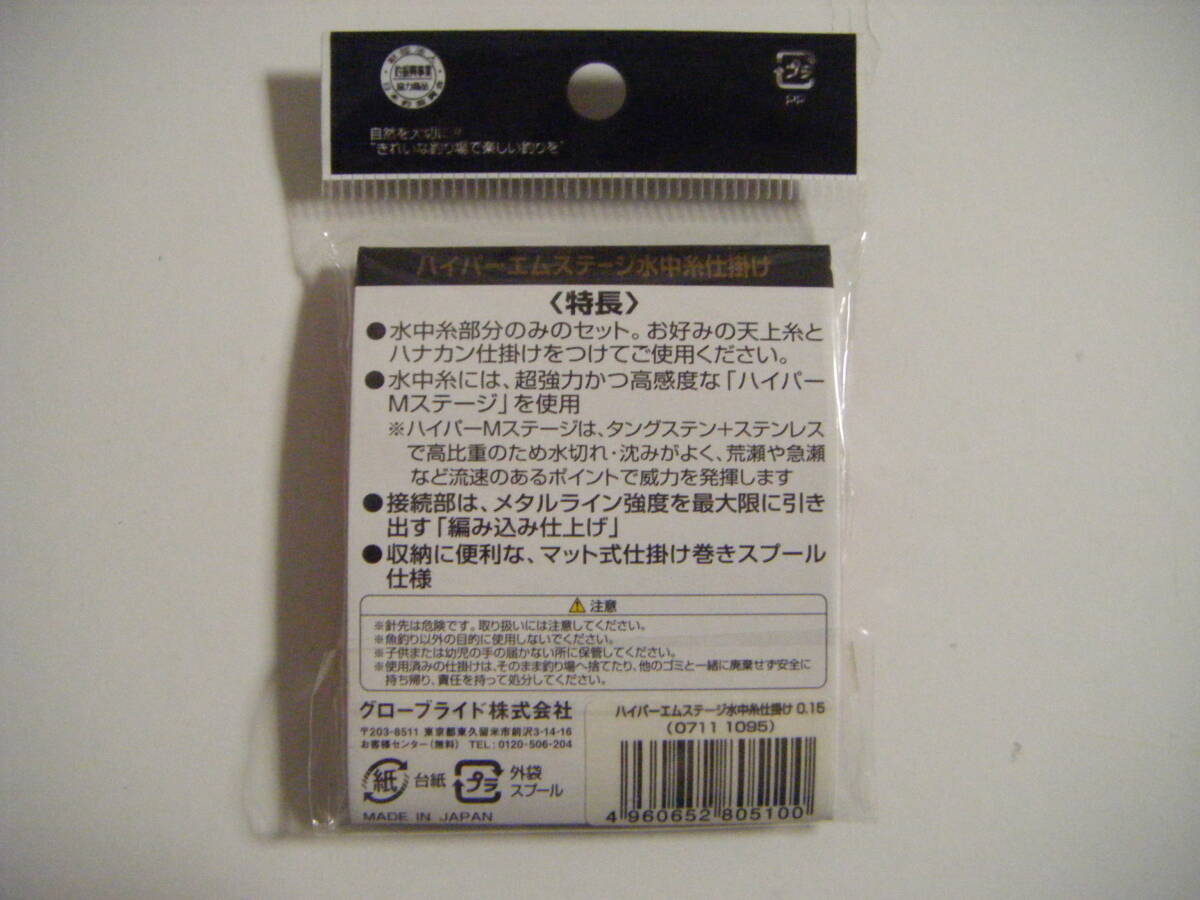 財団法人
釣振興事業
協力商品
日本釣振興会
プラ
PP
自然を大切に
"きれいな釣り場で楽しい釣りを"
ハイパーエムステージ水中糸仕掛け
〈特長〉
●水中糸部分のみのセット。お好みの天上糸と
ハナカン仕掛けをつけてご使用ください。
●水中糸には、超強力かつ高感度な「ハイパー
Mステージ」を使用
※ハイパーMステージは、タングステン+ステンレス
で高比重のため水切れ・沈みがよく、荒瀬や急瀬
など流速のあるポイントで威力を発揮します
●接続部は、メタルライン強度を最大限に引き
出す「編み込み仕上げ」
●収納に便利な、マット式仕掛け巻きスプール
仕様
⚠注意
※針先は危険です。取り扱いには注意してください。
※魚釣り以外の目的に使用しないでください。
※子供または幼児の手の届かない所に保管してください。
※使用済みの仕掛けは、そのまま釣り場へ捨てたり、他のゴミと一緒に廃棄せず安全に
持ち帰り、責任を持って処分してください。
グローブライド株式会社
〒203-8511 東京都東久留米市前沢3-14-16
お客様センター(無料) TEL:0120-506-204
紙 台紙 プラ 外袋
スプール
MADE IN JAPAN
ハイパーエムステージ水中糸仕掛け 0.15
(0711 1095)
4 960652 805100